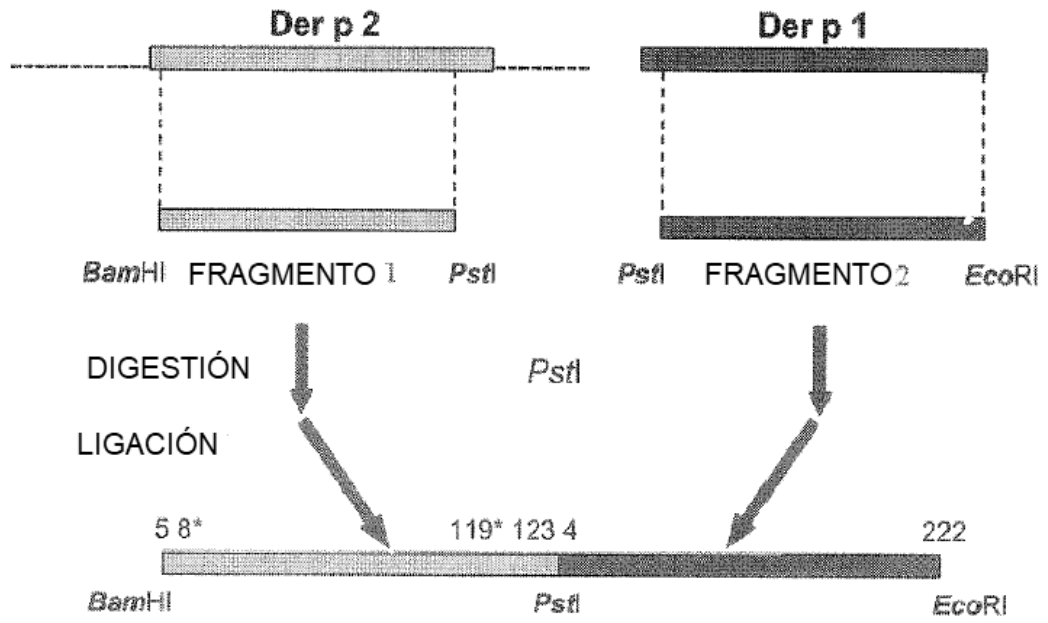 Der p 2 Der p 1
BamHI FRAGMENTO 1 PstI PstI FRAGMENTO 2 EcoRI
DIGESTIÓN PstI
LIGACIÓN
5 8* 119* 123 4 222
BamHI PstI EcoRI